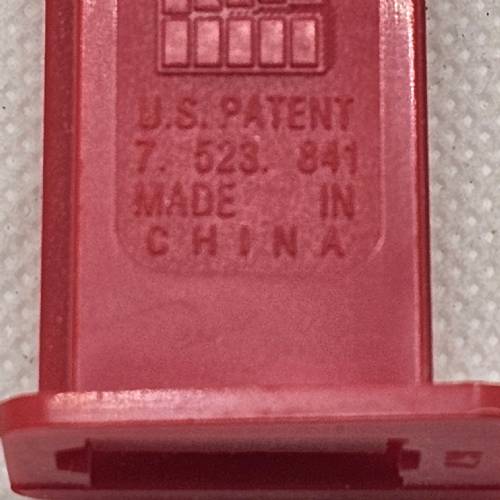 U.S. PATENT
7. 523. 841
MADE IN
CHINA